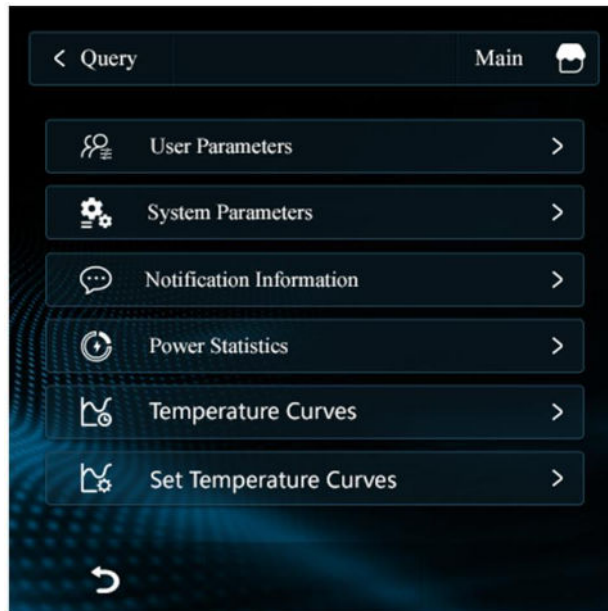 Query
Main
User Parameters
System Parameters
Notification Information
Power Statistics
Temperature Curves
Set Temperature Curves